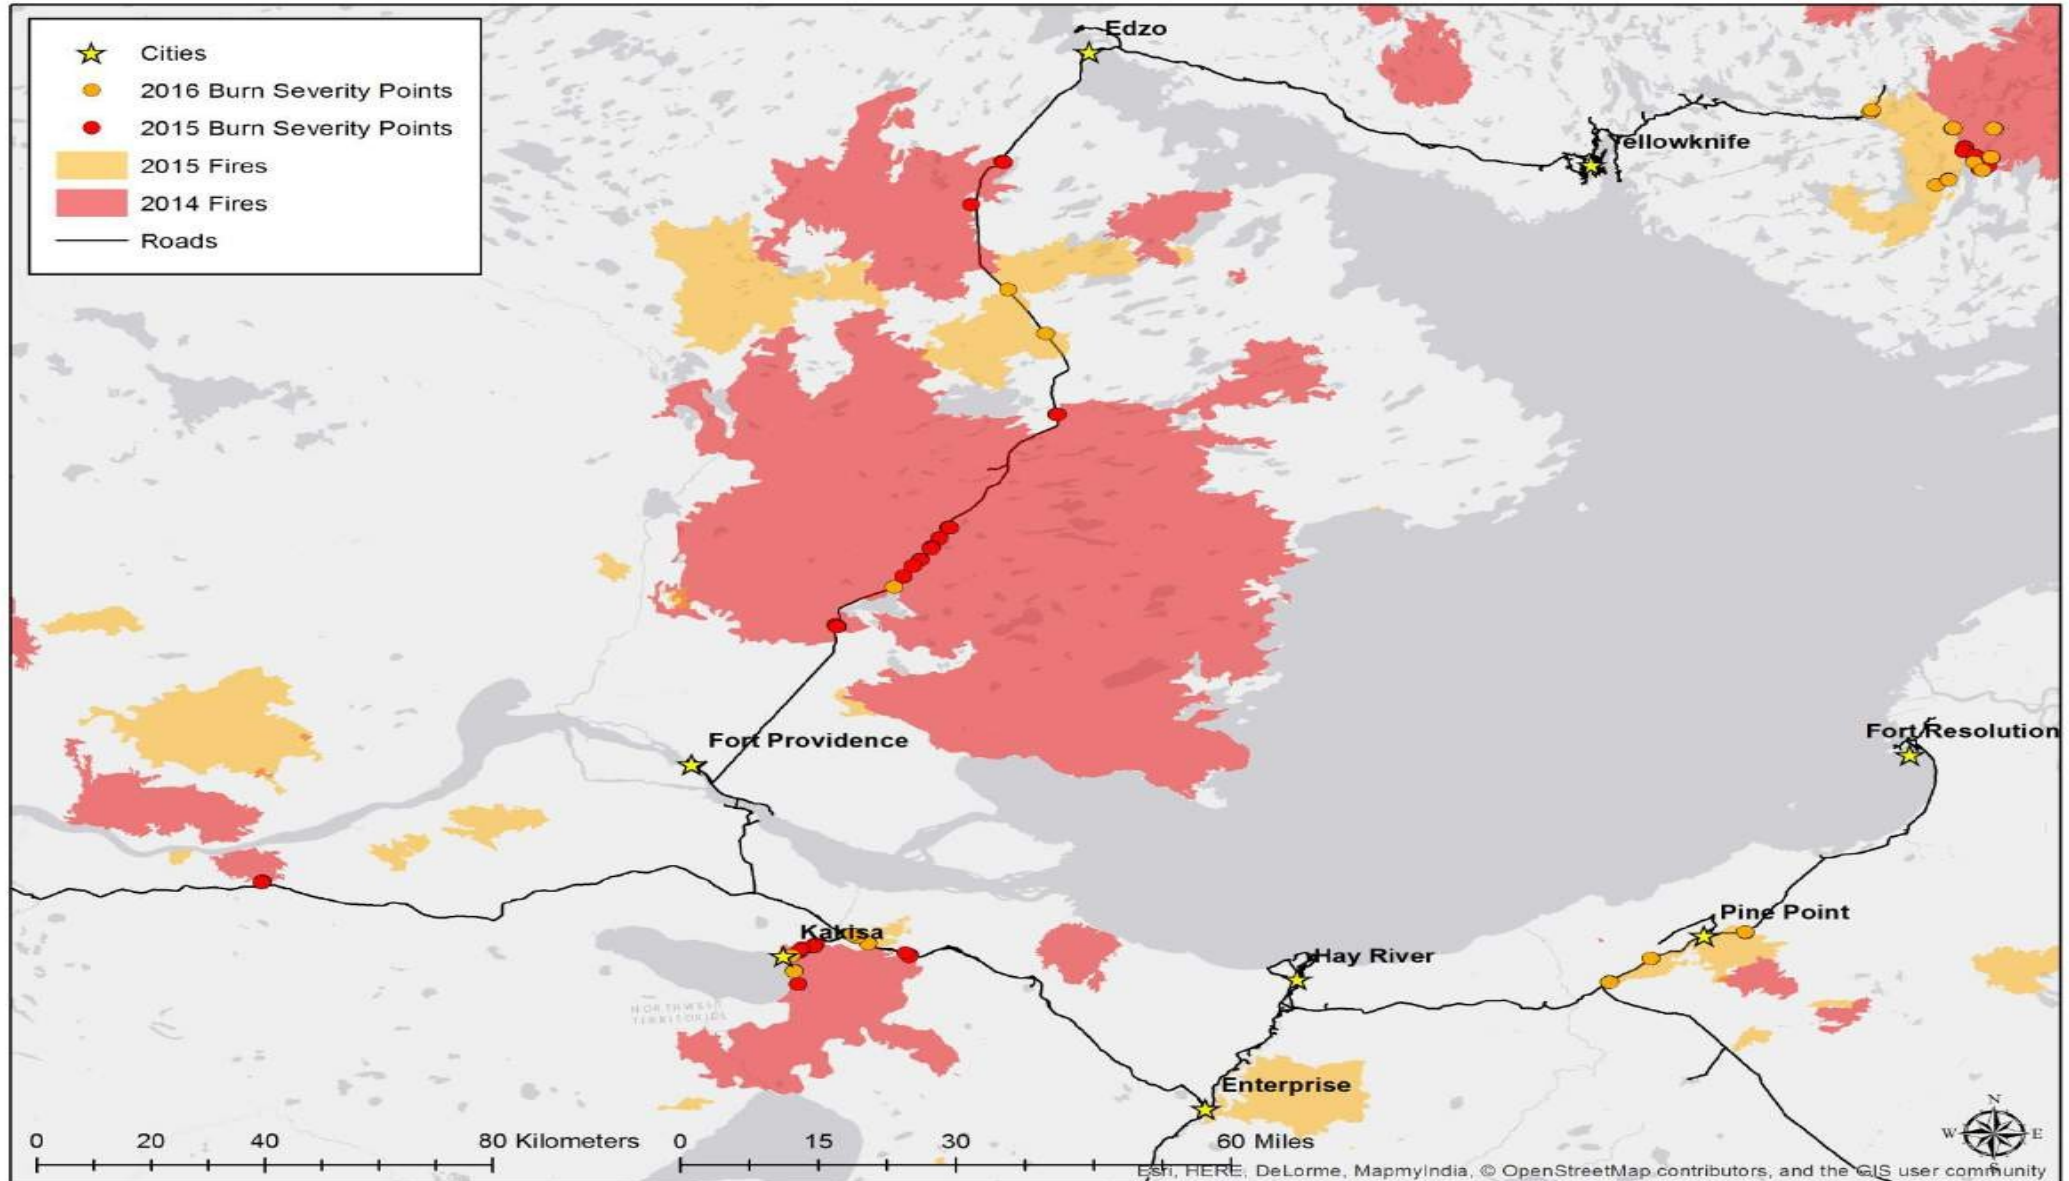 Cities
2016 Burn Severity Points
2015 Burn Severity Points
2015 Fires
2014 Fires
Roads
Edzo
Yellowknife
Fort Providence
Fort Resolution
Kakisa
Pine Point
Hay River
NORTHWEST
TERRITORIES
Enterprise
N
W E
S
0 20 40 80 Kilometers 0 15 30 60 Miles
Esri, HERE, DeLorme, MapmyIndia, © OpenStreetMap contributors, and the GIS user community